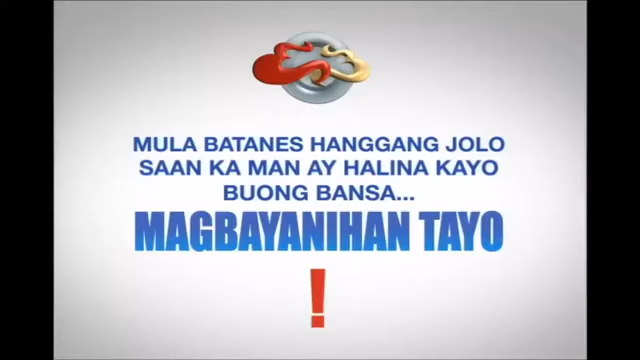 MULA BATANES HANGGANG JOLO
SAAN KA MAN AY HALINA KAYO
BUONG BANSA...
MAGBAYANIHAN TAYO
!